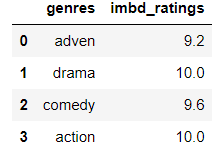 genres imbd_ratings
0 adven 9.2
1 drama 10.0
2 comedy 9.6
3 action 10.0